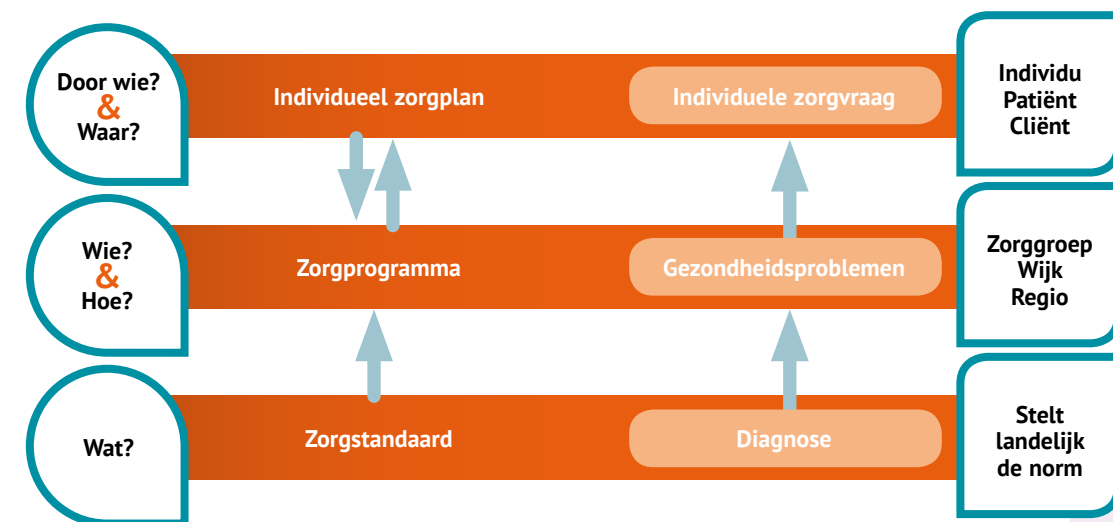 Door wie?
&
Waar?
Individueel zorgplan
Individuele zorgvraag
Individu
Patiënt
Cliënt
Wie?
&
Hoe?
Zorgprogramma
Gezondheidsproblemen
Zorggroep
Wijk
Regio
Wat?
Zorgstandaard
Diagnose
Stelt
landelijk
de norm